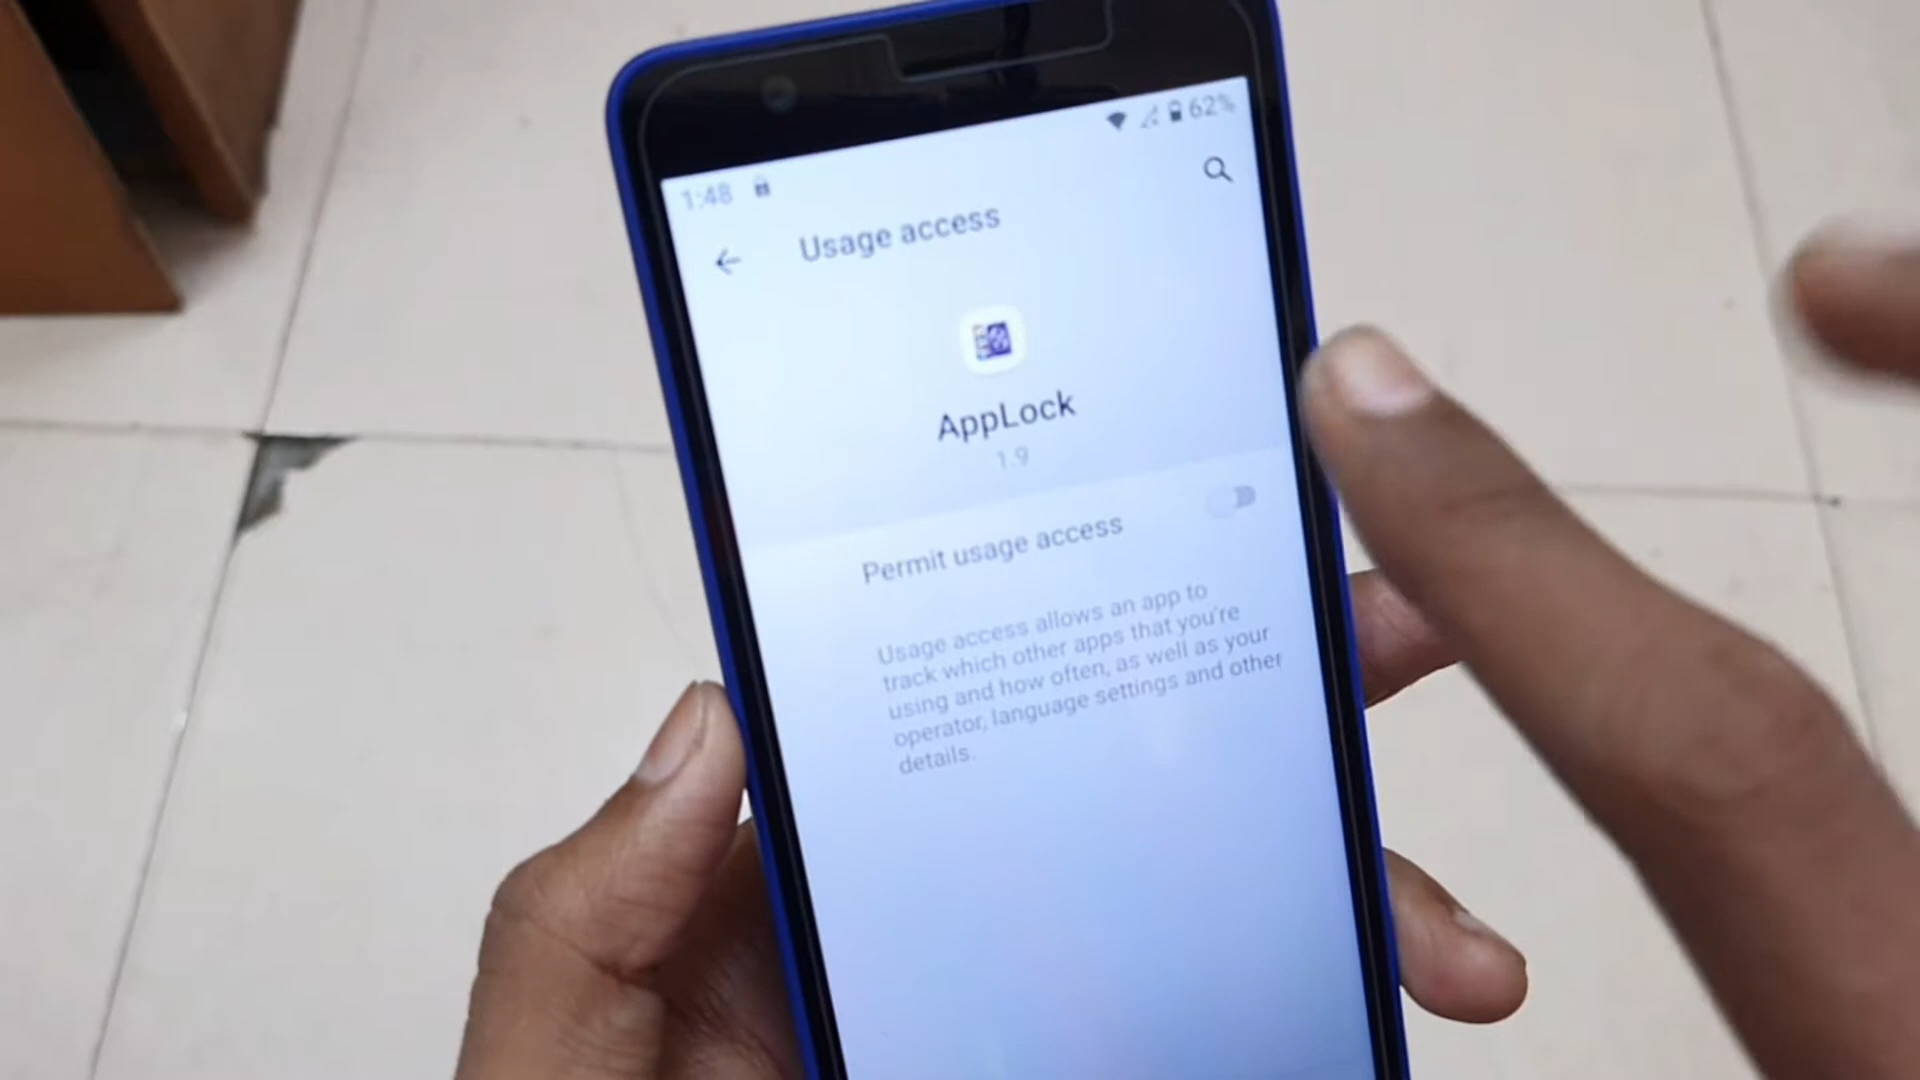 1:48
62%
Usage access
AppLock
1.9
Permit usage access
Usage access allows an app to
track which other apps that you're
using and how often, as well as your
operator, language settings and other
details.